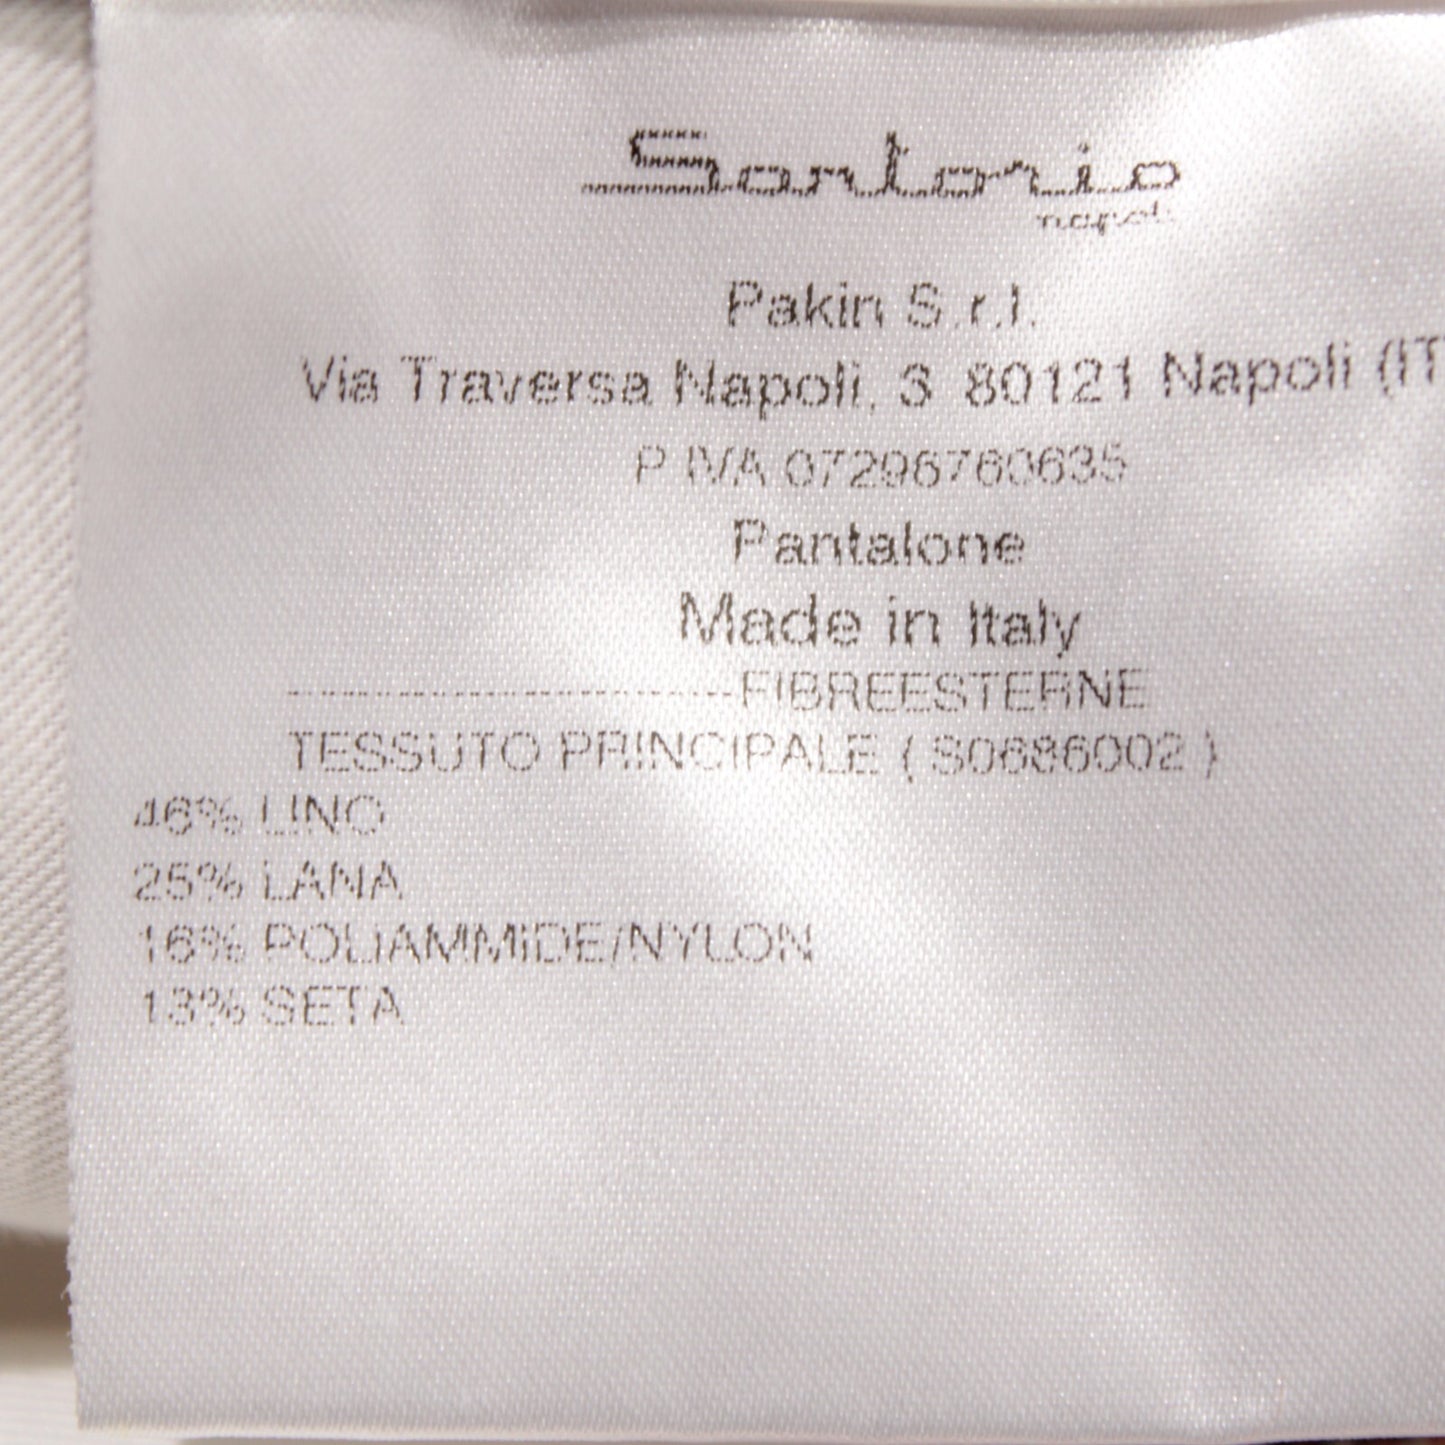 Sartorio
napoli
Pakin S.r.l.
Via Traversa Napoli, 3 80121 Napoli (IT
P.IVA 07296760635
Pantalone
Made in Italy
---------------------------FIBREESTERNE
TESSUTO PRINCIPALE ( S0686002 )
46% LINO
25% LANA
16% POLIAMMIDE/NYLON
13% SETA